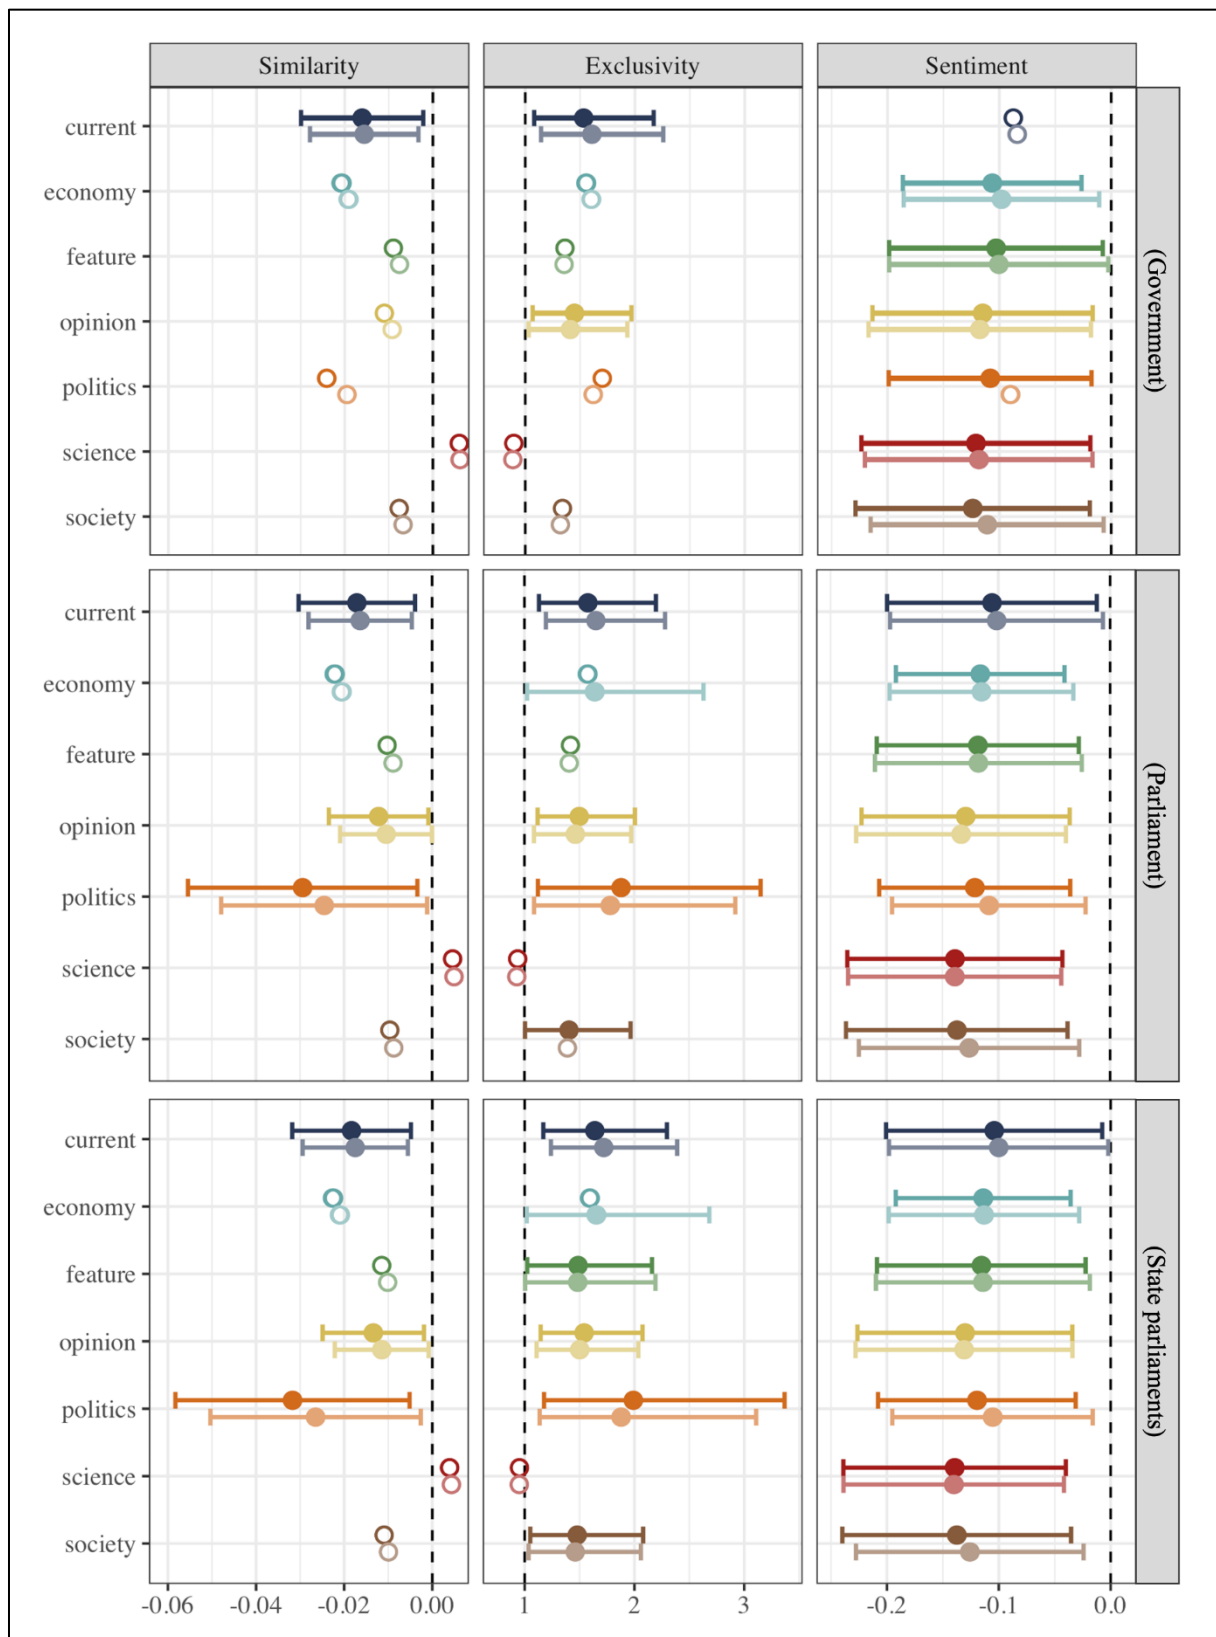 Similarity Exclusivity Sentiment
current
economy
feature
opinion
politics
science
society
(Government)
current
economy
feature
opinion
politics
science
society
(Parliament)
current
economy
feature
opinion
politics
science
society
(State parliaments)
-0.06 -0.04 -0.02 0.00 1 2 3 -0.2 -0.1 0.0